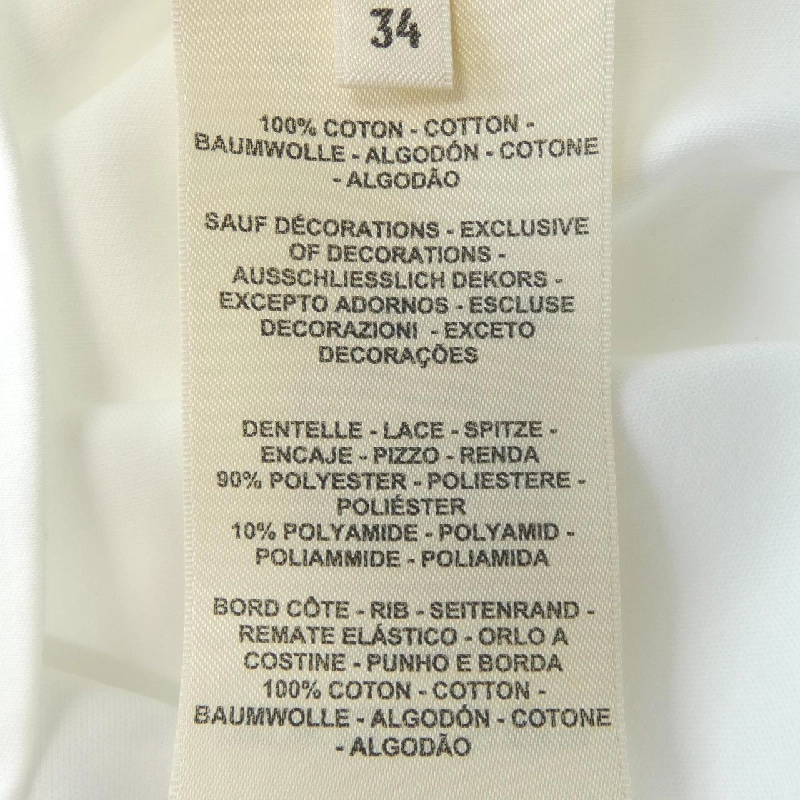 34
100% COTON - COTTON -
BAUMWOLLE - ALGODÓN - COTONE
- ALGODÃO
SAUF DÉCORATIONS - EXCLUSIVE
OF DECORATIONS -
AUSSCHLIESSLICH DEKORS -
EXCEPTO ADORNOS - ESCLUSE
DECORAZIONI - EXCETO
DECORAÇÕES
DENTELLE - LACE - SPITZE -
ENCAJE - PIZZO - RENDA
90% POLYESTER - POLIESTERE -
POLIÉSTER
10% POLYAMIDE - POLYAMID -
POLIAMMIDE - POLIAMIDA
BORD CÔTE - RIB - SEITENRAND -
REMATE ELÁSTICO - ORLO A
COSTINE - PUNHO E BORDA
100% COTON - COTTON -
BAUMWOLLE - ALGODÓN - COTONE
- ALGODÃO